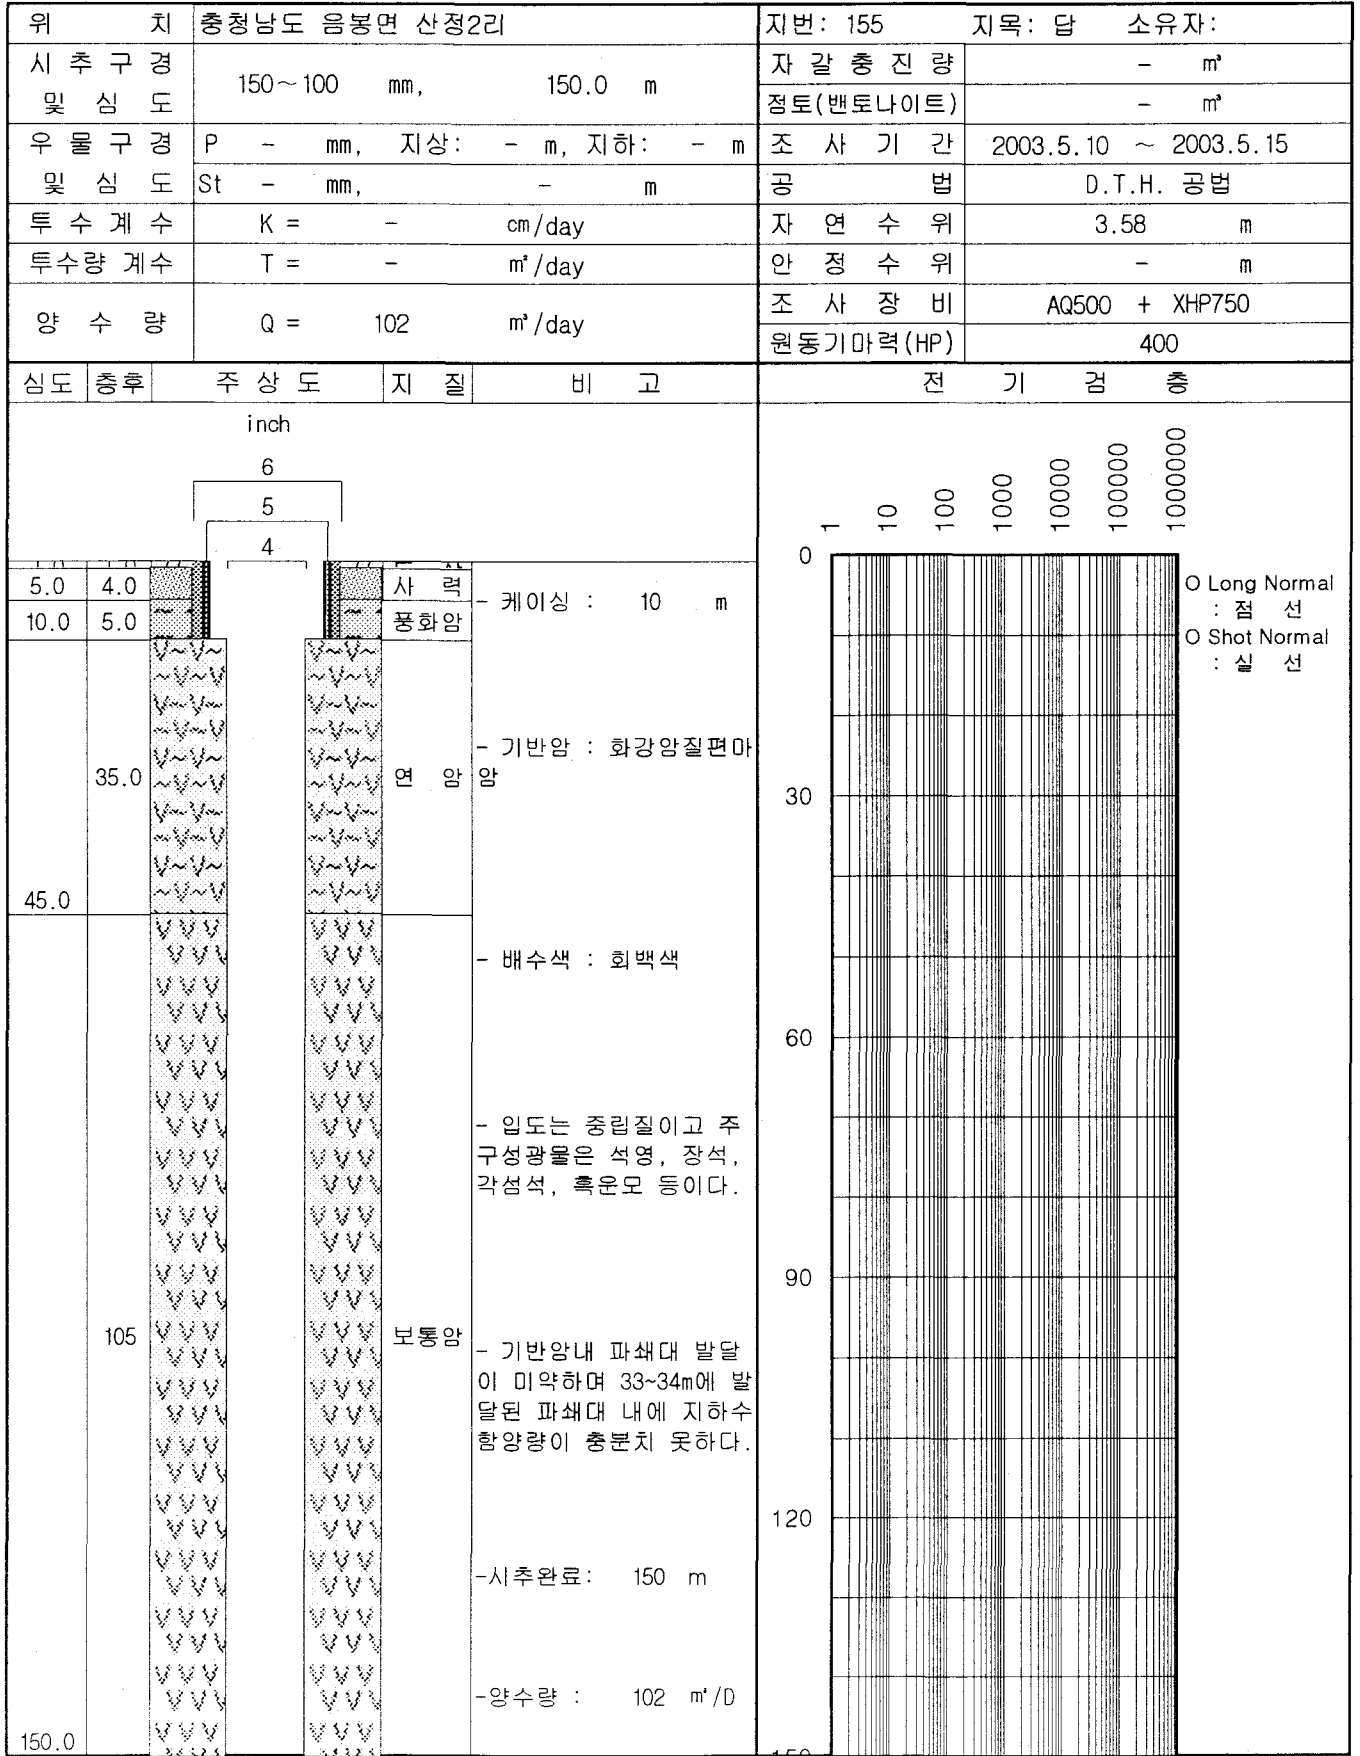 위 치 충청남도 음봉면 산정2리 지번: 155 지목: 답 소유자:
시 추 구 경 및 심 도 150~100 mm, 150.0 m 자 갈 충 진 량 - ㎥
점토(밴토나이트) - ㎥
우 물 구 경 P - mm, 지상: - m, 지하: - m 조 사 기 간 2003.5.10 ~ 2003.5.15
및 심 도 St - mm, - m 공 법 D.T.H. 공법
투 수 계 수 K = - cm/day 자 연 수 위 3.58 m
투수량 계수 T = - ㎡/day 안 정 수 위 - m
양 수 량 Q = 102 ㎥/day 조 사 장 비 AQ500 + XHP750
원동기마력(HP) 400
심도 층후 주 상 도 지 질 비 고 전 기 검 층
inch
6
5
4
1 10 100 1000 10000 100000 1000000
0
5.0 4.0 사 력
- 케이싱 : 10 m
10.0 5.0 풍화암
O Long Normal
: 점 선
O Shot Normal
: 실 선
- 기반암 : 화강암질편마
35.0 연 암 암
30
45.0
- 배수색 : 회백색
60
- 입도는 중립질이고 주
구성광물은 석영, 장석,
각섬석, 흑운모 등이다.
90
105 보통암
- 기반암내 파쇄대 발달
이 미약하며 33~34m에 발
달된 파쇄대 내에 지하수
함양량이 충분치 못하다.
120
-시추완료: 150 m
-양수량 : 102 ㎥/D
150.0
150